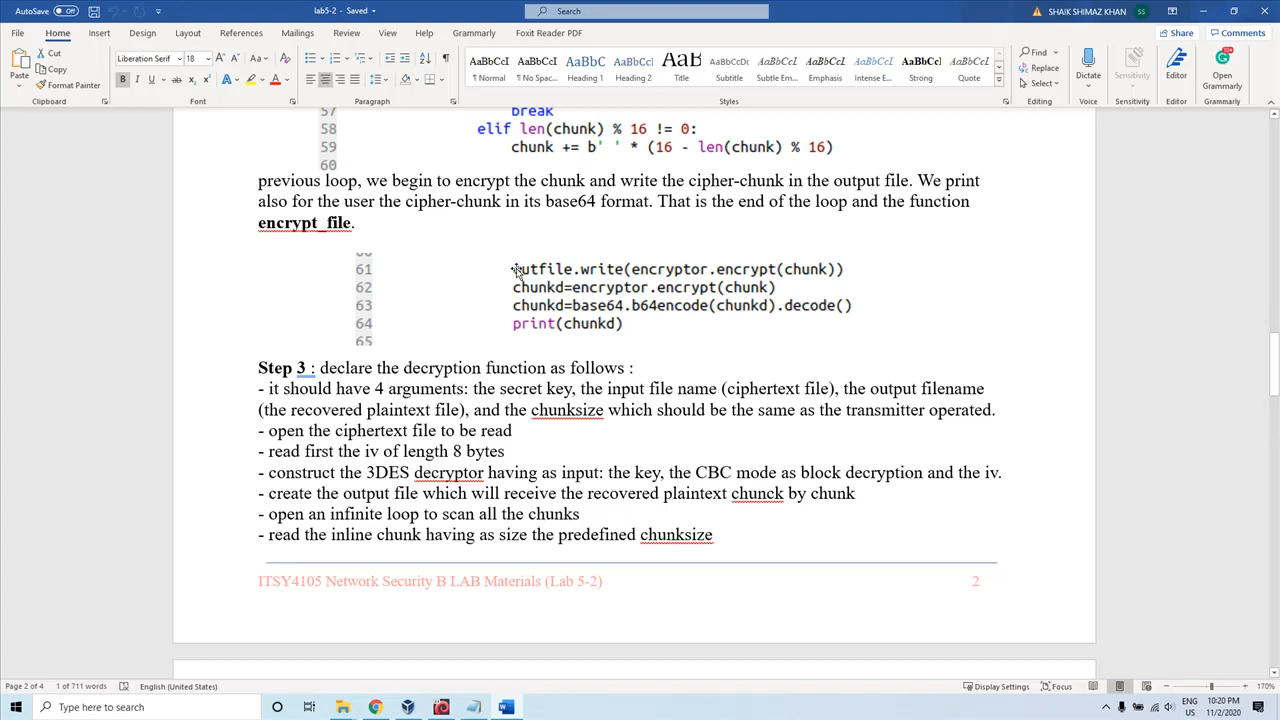 AutoSave Off lab5-2 - Saved Search SHAIK SHIMAZ KHAN SS
File Home Insert Design Layout References Mailings Review View Help Grammarly Foxit Reader PDF Share Comments
Paste Cut Copy Format Painter Clipboard
Liberation Serif 18 Font
Paragraph
AaBbCcI ¶ Normal AaBbCcI ¶ No Spac... AaBbC Heading 1 AaBbCcI Heading 2 AaB Title AaBbCcDc Subtitle AaBbCcI Subtle Em... AaBbCcI Emphasis AaBbCcI Intense E... AaBbCcI Strong AaBbCcI Quote Styles
Find Replace Select Editing
Dictate Voice
Sensitivity Sensitivity
Editor Editor
Open Grammarly Grammarly
57 break
58 elif len(chunk) % 16 != 0:
59 chunk += b' ' * (16 - len(chunk) % 16)
60
previous loop, we begin to encrypt the chunk and write the cipher-chunk in the output file. We print
also for the user the cipher-chunk in its base64 format. That is the end of the loop and the function
encrypt_file.
60
61 outfile.write(encryptor.encrypt(chunk))
62 chunkd=encryptor.encrypt(chunk)
63 chunkd=base64.b64encode(chunkd).decode()
64 print(chunkd)
65
Step 3 : declare the decryption function as follows :
- it should have 4 arguments: the secret key, the input file name (ciphertext file), the output filename
(the recovered plaintext file), and the chunksize which should be the same as the transmitter operated.
- open the ciphertext file to be read
- read first the iv of length 8 bytes
- construct the 3DES decryptor having as input: the key, the CBC mode as block decryption and the iv.
- create the output file which will receive the recovered plaintext chunck by chunk
- open an infinite loop to scan all the chunks
- read the inline chunk having as size the predefined chunksize
ITSY4105 Network Security B LAB Materials (Lab 5-2) 2
Page 2 of 4 1 of 711 words English (United States) Display Settings Focus 170%
Type here to search ENG US 10:20 PM 11/2/2020